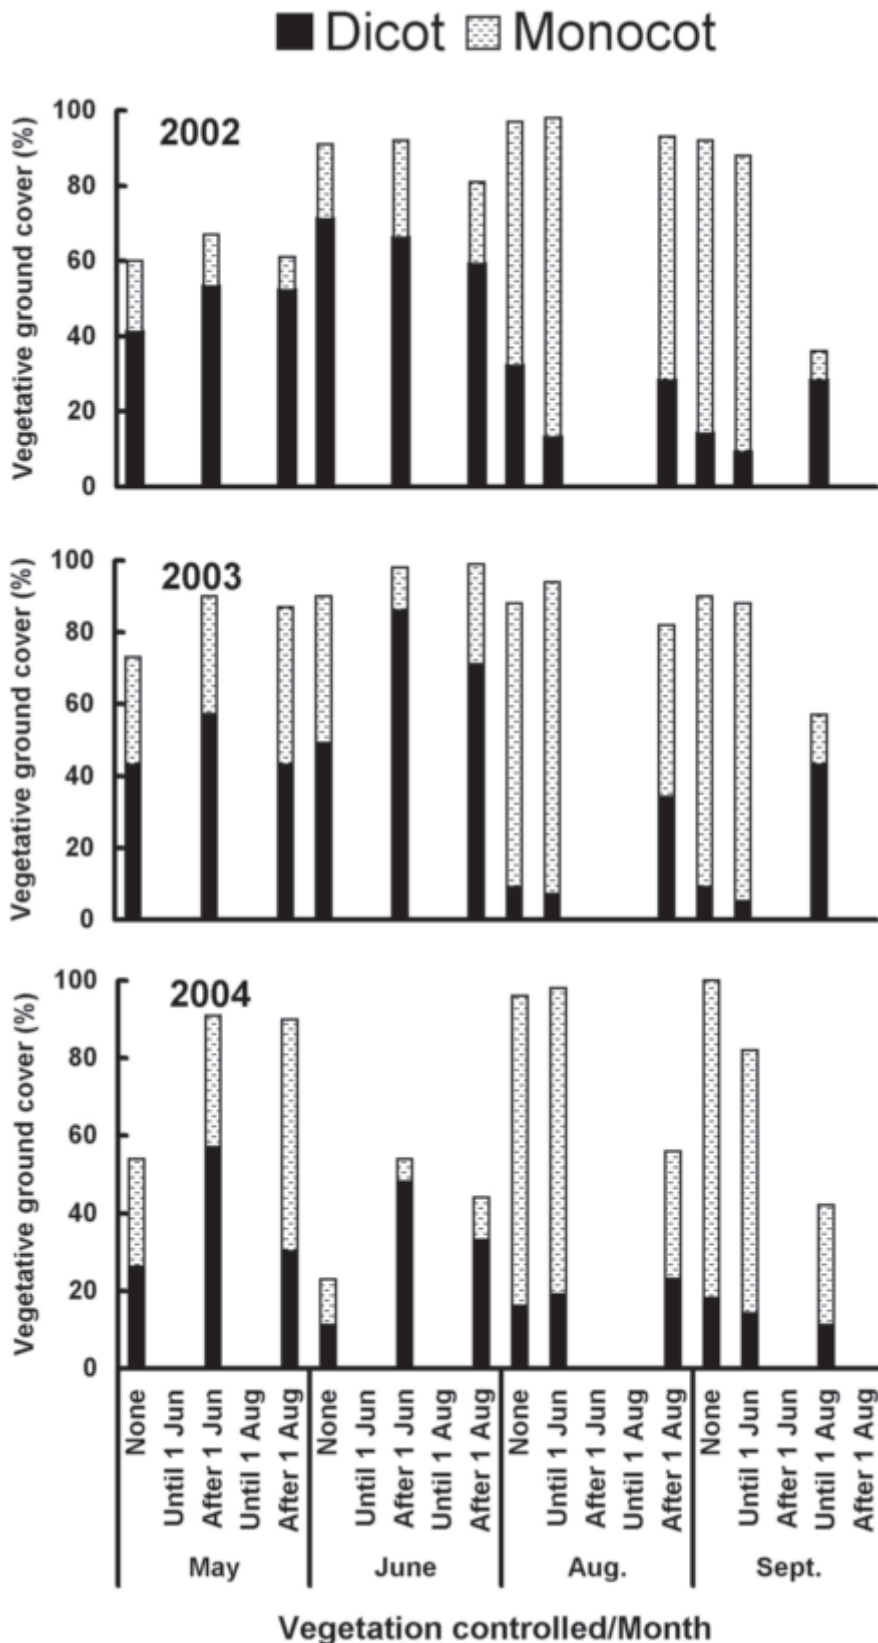 Dicot Monocot
Vegetative ground cover (%)
100
80
60
40
20
0
2002
Vegetative ground cover (%)
100
80
60
40
20
0
2003
Vegetative ground cover (%)
100
80
60
40
20
0
2004
None
Until 1 Jun
After 1 Jun
Until 1 Aug
After 1 Aug
None
Until 1 Jun
After 1 Jun
Until 1 Aug
After 1 Aug
None
Until 1 Jun
After 1 Jun
Until 1 Aug
After 1 Aug
None
Until 1 Jun
After 1 Jun
Until 1 Aug
After 1 Aug
May June Aug. Sept.
Vegetation controlled/Month